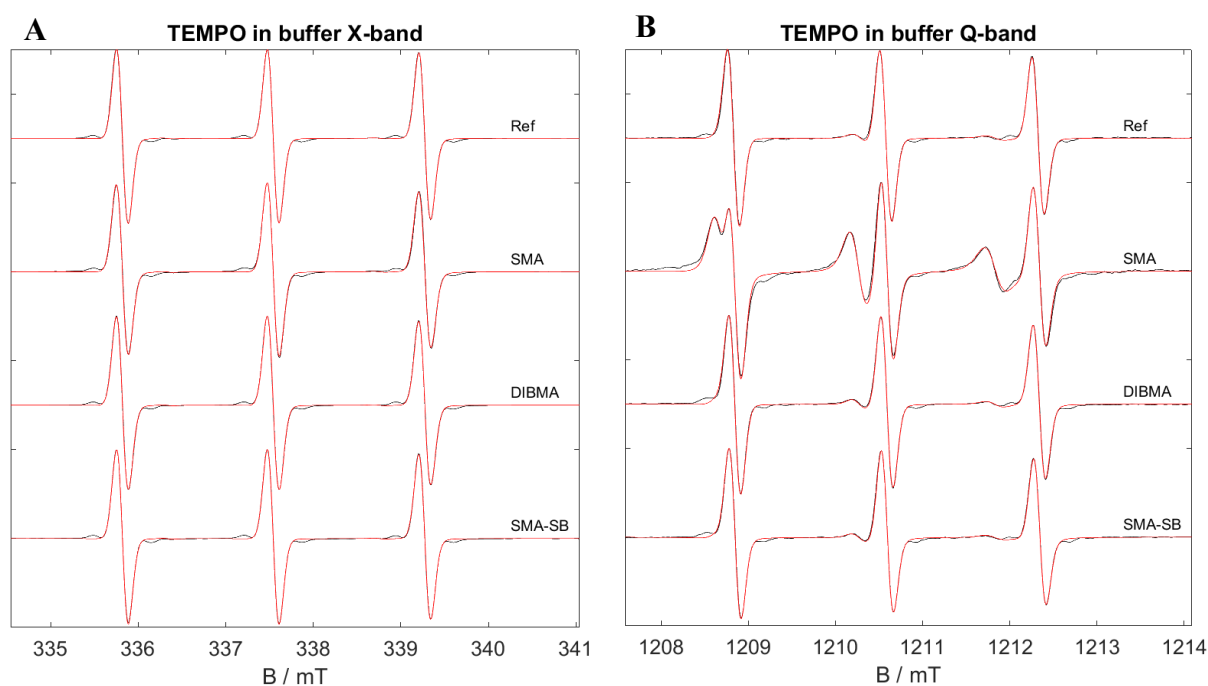 A
TEMPO in buffer X-band
Ref
SMA
DIBMA
SMA-SB
335 336 337 338 339 340 341
B / mT
B
TEMPO in buffer Q-band
Ref
SMA
DIBMA
SMA-SB
1208 1209 1210 1211 1212 1213 1214
B / mT